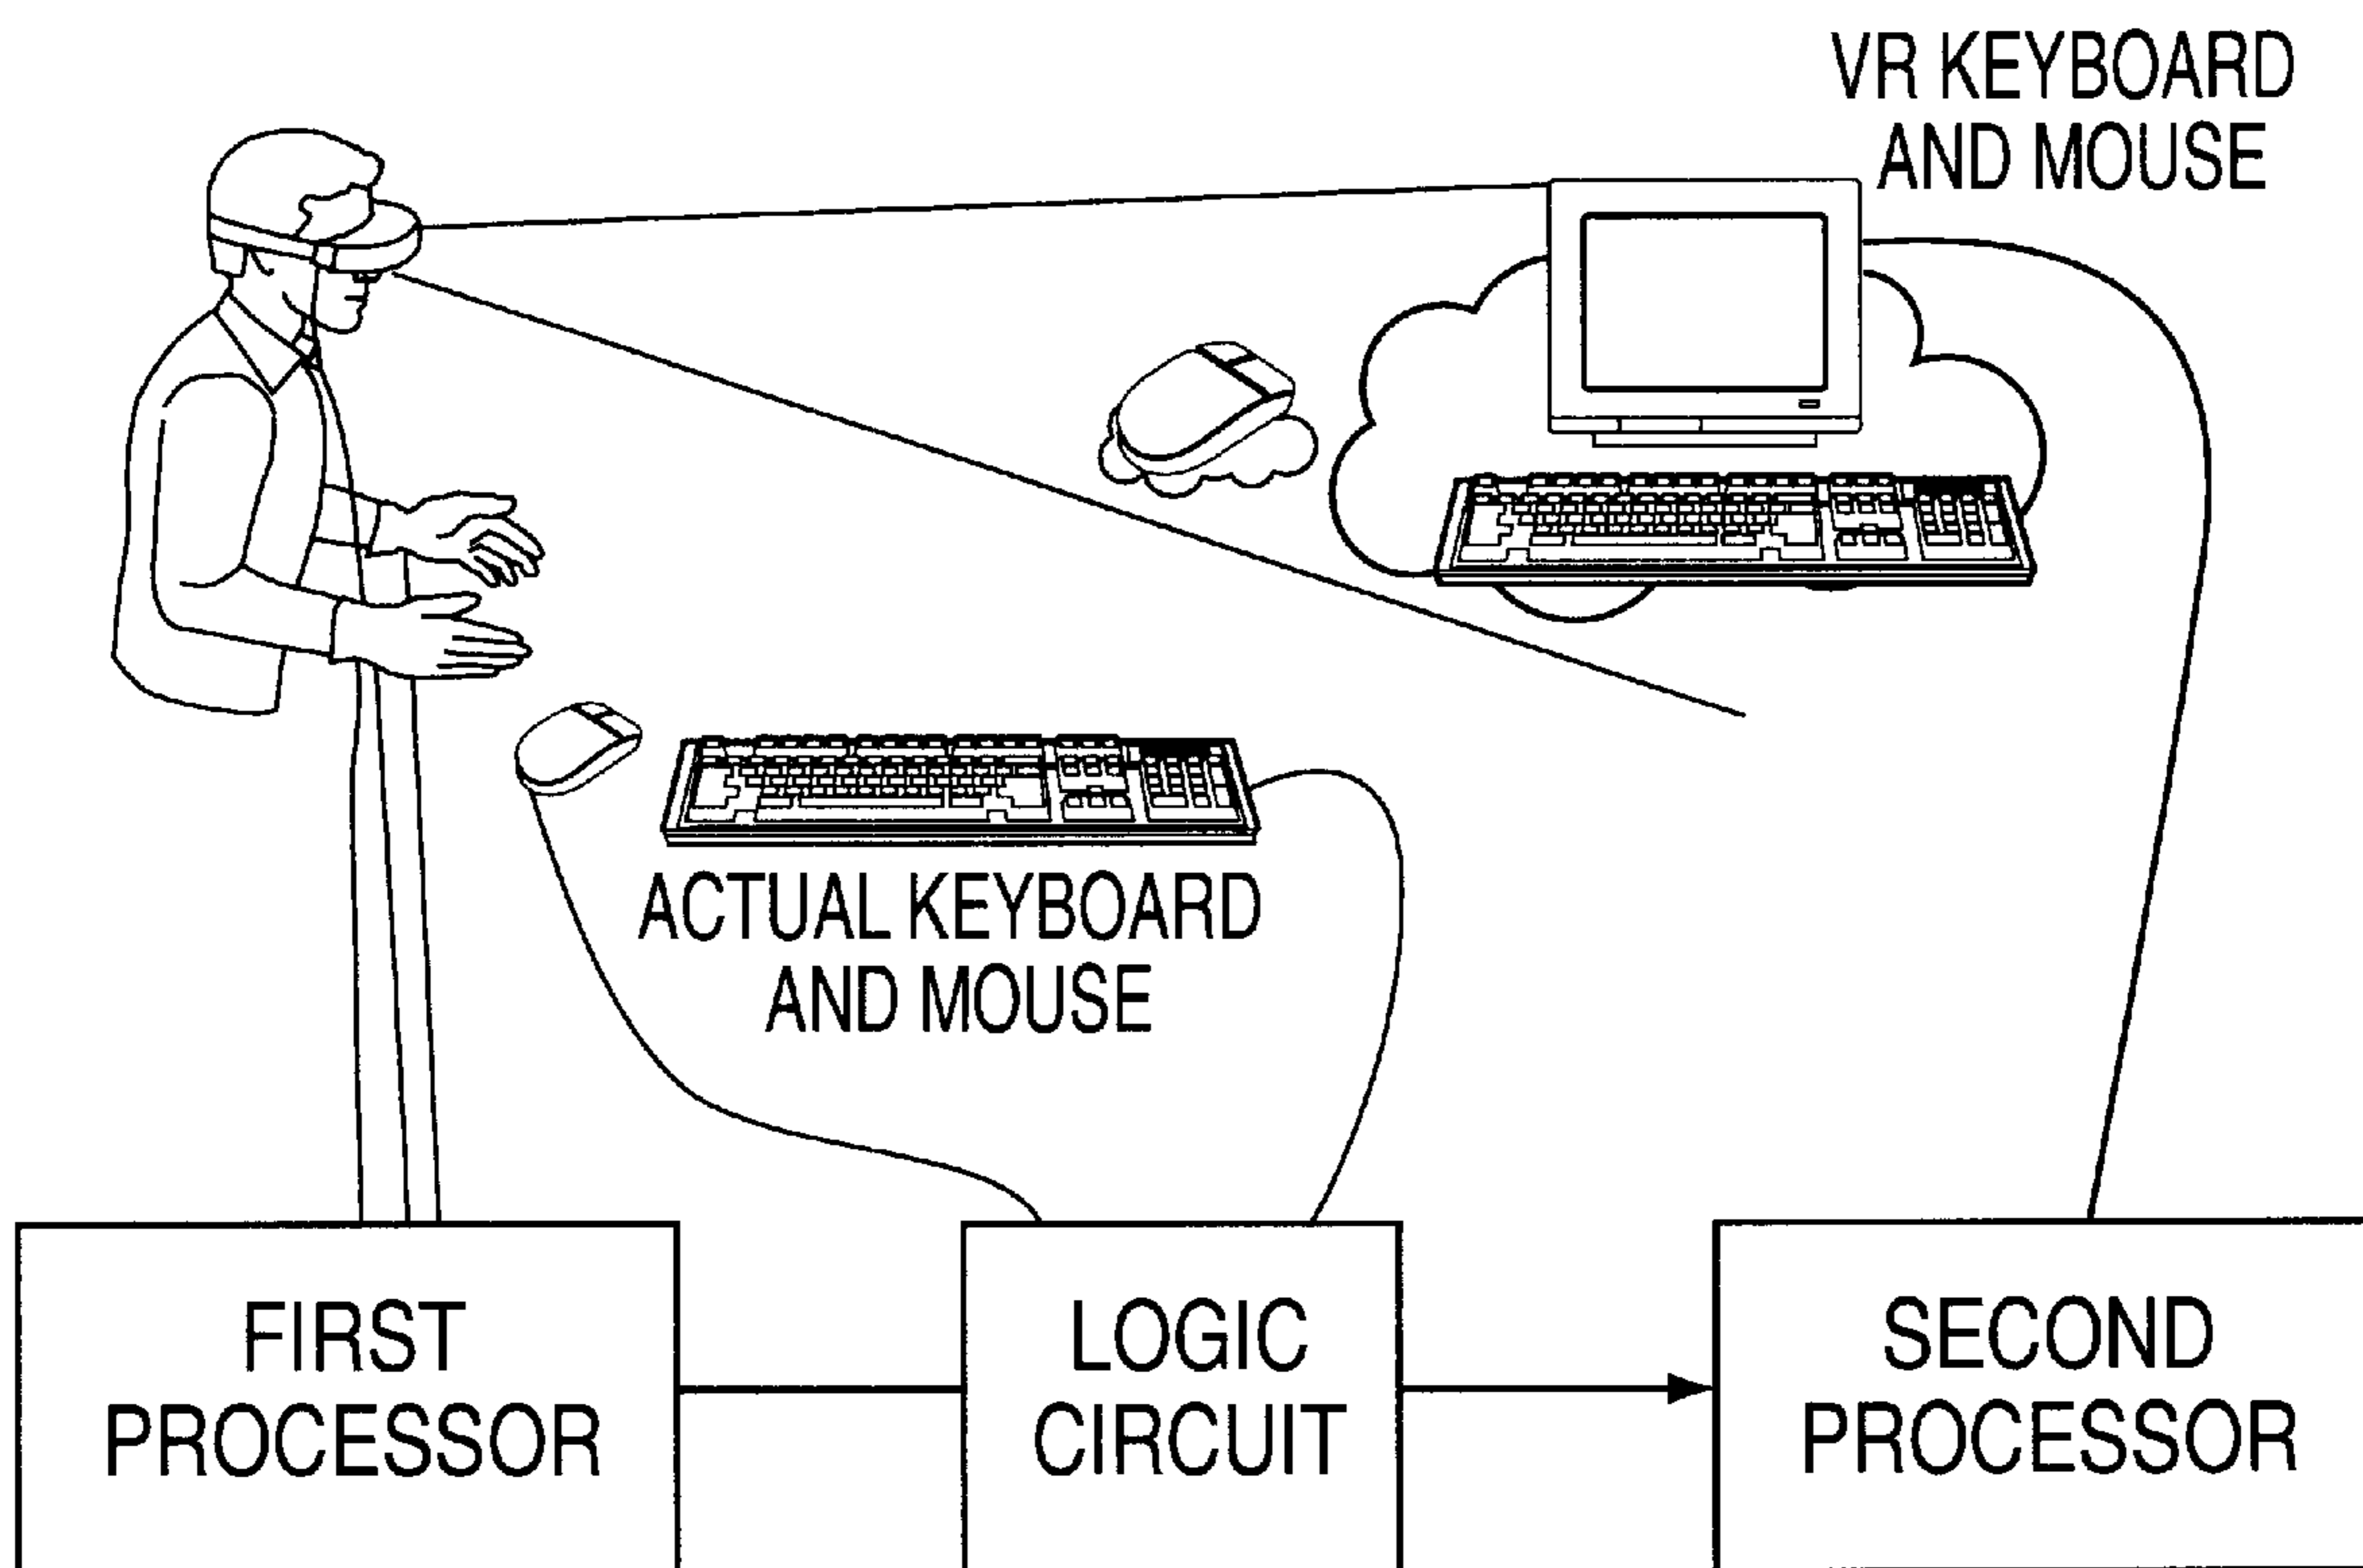 VR KEYBOARD
AND MOUSE
ACTUAL KEYBOARD
AND MOUSE
FIRST
PROCESSOR
LOGIC
CIRCUIT
SECOND
PROCESSOR